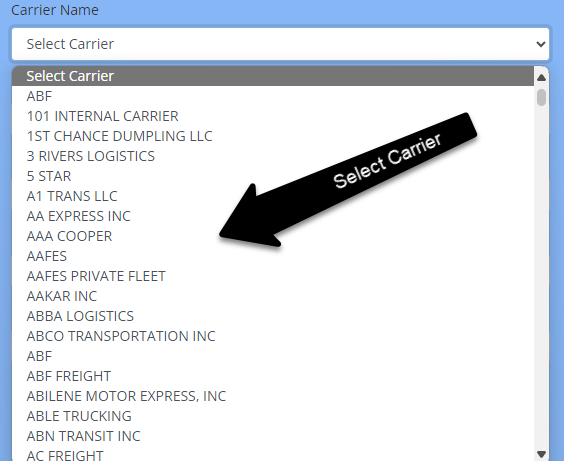 Carrier Name
Select Carrier
Select Carrier
ABF
101 INTERNAL CARRIER
1ST CHANCE DUMPLING LLC
3 RIVERS LOGISTICS
5 STAR
A1 TRANS LLC
AA EXPRESS INC
AAA COOPER
AAFES
AAFES PRIVATE FLEET
AAKAR INC
ABBA LOGISTICS
ABCO TRANSPORTATION INC
ABF
ABF FREIGHT
ABILENE MOTOR EXPRESS, INC
ABLE TRUCKING
ABN TRANSIT INC
AC FREIGHT
Select Carrier